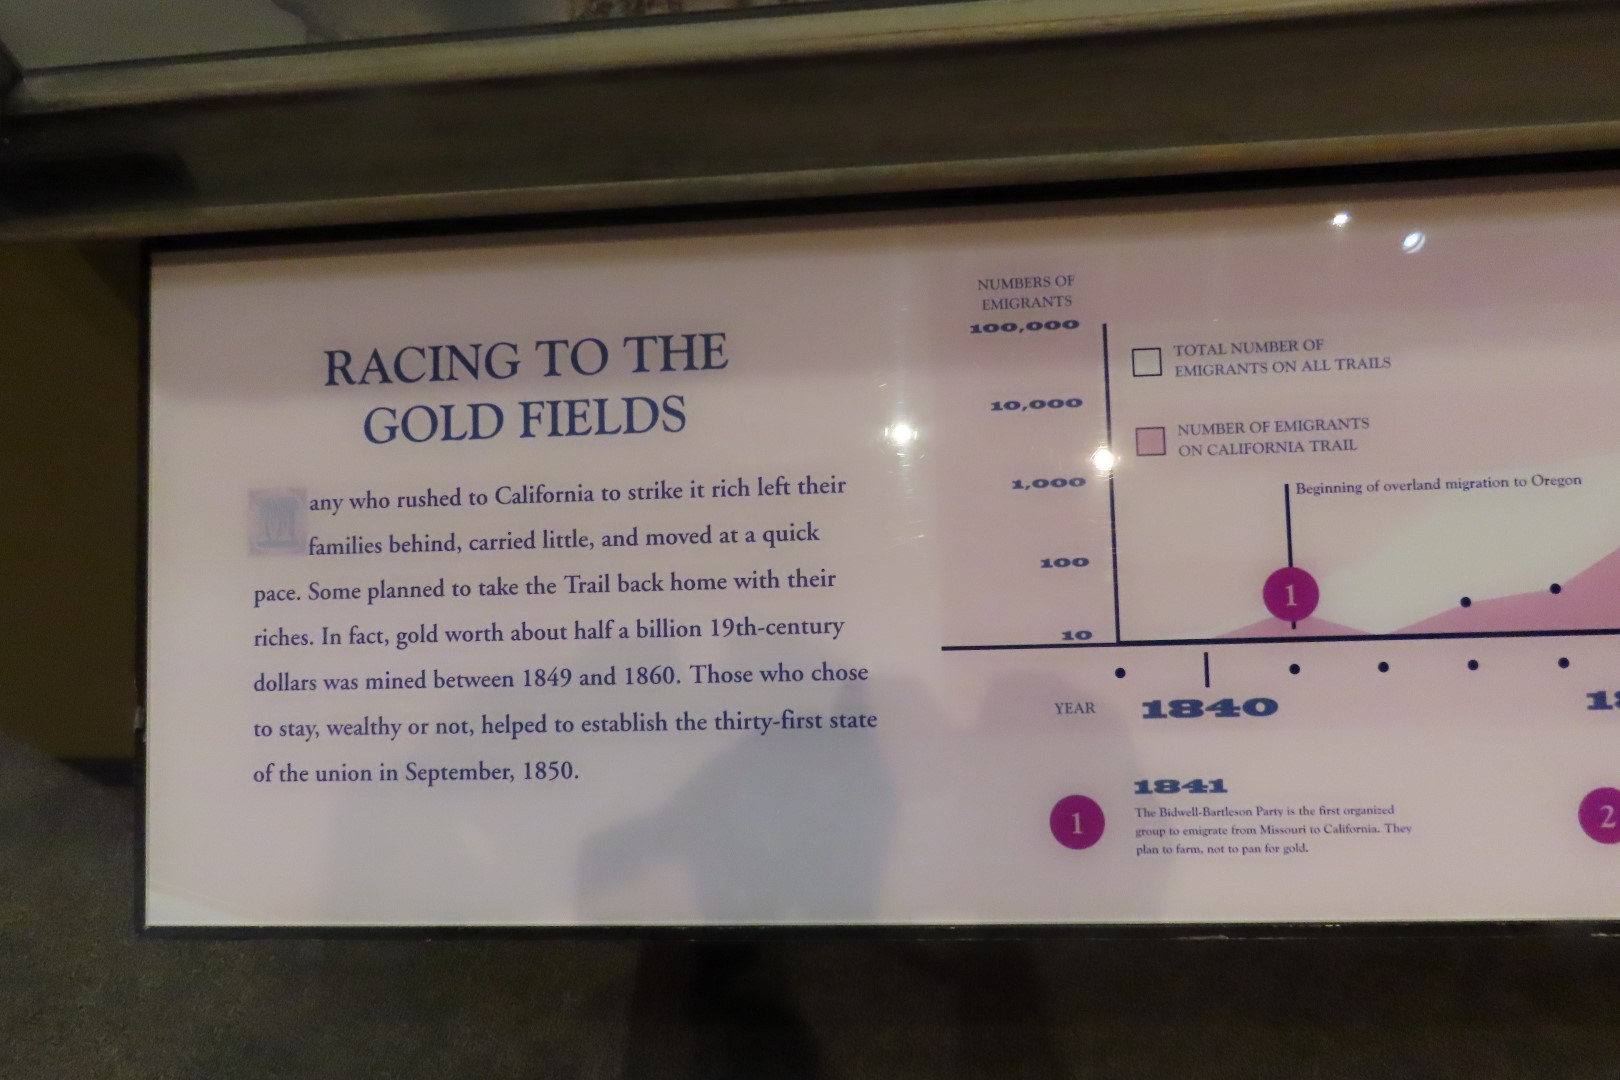 RACING TO THE
GOLD FIELDS
Many who rushed to California to strike it rich left their
families behind, carried little, and moved at a quick
pace. Some planned to take the Trail back home with their
riches. In fact, gold worth about half a billion 19th-century
dollars was mined between 1849 and 1860. Those who chose
to stay, wealthy or not, helped to establish the thirty-first state
of the union in September, 1850.
NUMBERS OF
EMIGRANTS
100,000
10,000
1,000
100
10
TOTAL NUMBER OF
EMIGRANTS ON ALL TRAILS
NUMBER OF EMIGRANTS
ON CALIFORNIA TRAIL
Beginning of overland migration to Oregon
1
YEAR
1840
1
1841
The Bidwell-Bartleson Party is the first organized
group to emigrate from Missouri to California. They
plan to farm, not to pan for gold.
2